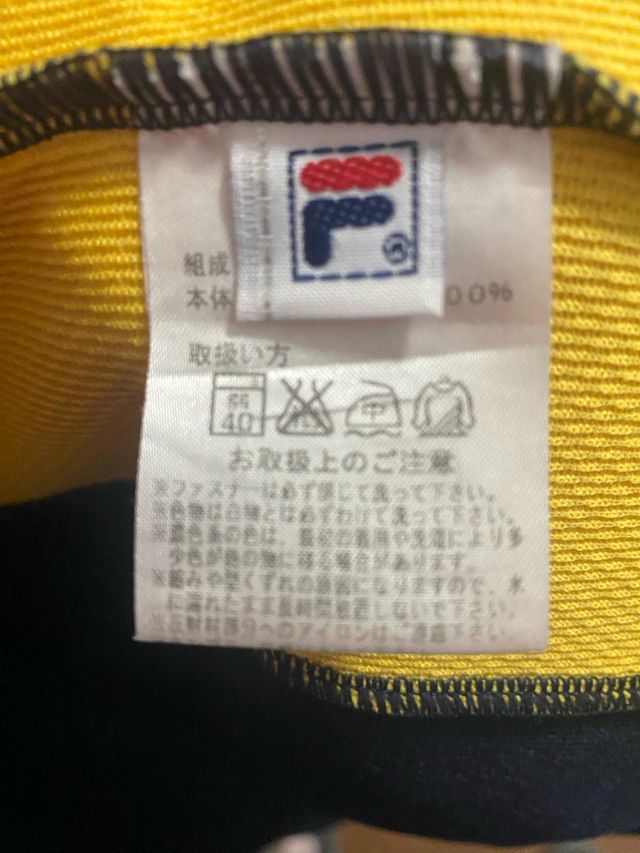 組成
本体 00%
取扱い方
弱
40
中
お取扱上のご注意
※ファスナーは必ず閉じて洗って下さい。
※色物は白物とは必ずわけて洗って下さい。
※濃色系の色は、最初の着用や洗濯により多
少色が他の物に移る場合があります。
※縮みや型くずれの原因になりますので、水
に濡れたまま長時間放置しないで下さい。
※反射材部分へのアイロンはご遠慮下さい。